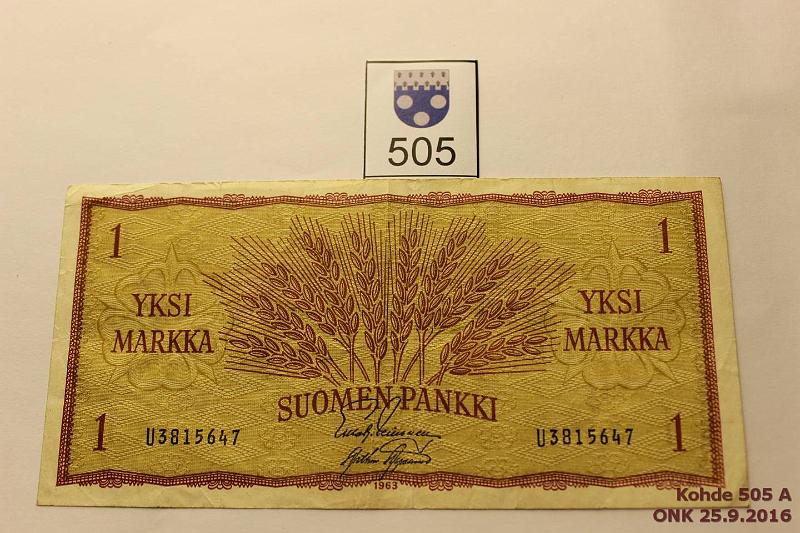 505
1 1
YKSI YKSI
MARKKA MARKKA
SUOMEN PANKKI
1 1
U3815647 U3815647
1963
Kohde 505 A
ONK 25.9.2016